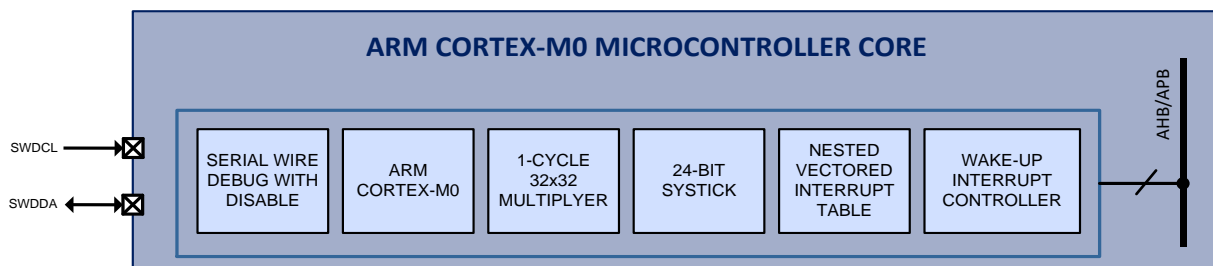 ARM CORTEX-M0 MICROCONTROLLER CORE
AHB/APB
SWDCL
SWDDA
SERIAL WIRE
DEBUG WITH
DISABLE
ARM
CORTEX-M0
1-CYCLE
32x32
MULTIPLYER
24-BIT
SYSTICK
NESTED
VECTORED
INTERRUPT
TABLE
WAKE-UP
INTERRUPT
CONTROLLER